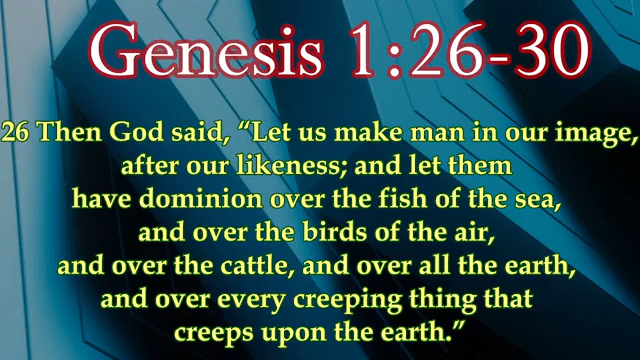 Genesis 1:26-30
26 Then God said, “Let us make man in our image,
after our likeness; and let them
have dominion over the fish of the sea,
and over the birds of the air,
and over the cattle, and over all the earth,
and over every creeping thing that
creeps upon the earth.”